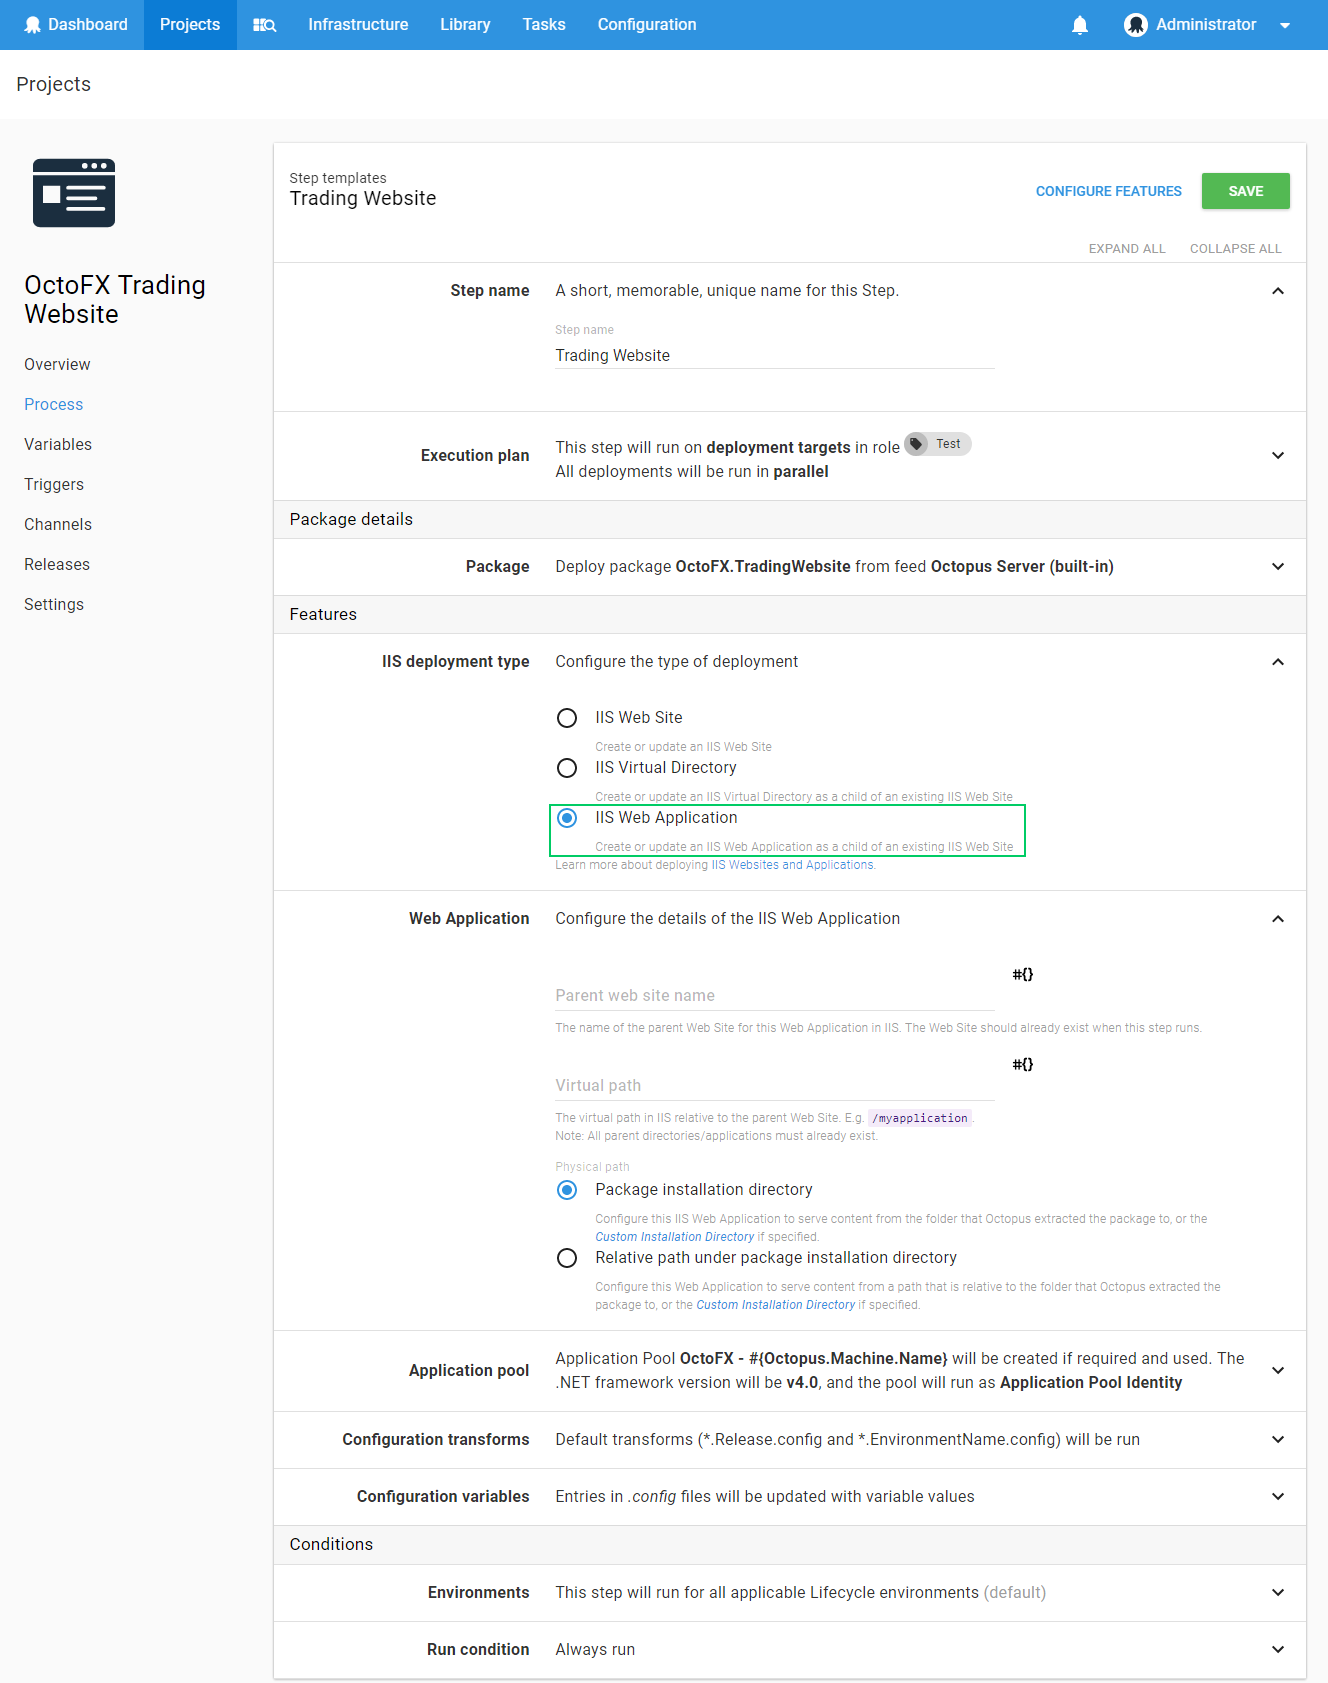 Dashboard Projects Infrastructure Library Tasks Configuration Administrator
Projects
OctoFX Trading
Website
Overview
Process
Variables
Triggers
Channels
Releases
Settings
Step templates
Trading Website
CONFIGURE FEATURES SAVE
EXPAND ALL COLLAPSE ALL
Step name A short, memorable, unique name for this Step.
Step name
Trading Website
Execution plan This step will run on deployment targets in role Test
All deployments will be run in parallel
Package details
Package Deploy package OctoFX.TradingWebsite from feed Octopus Server (built-in)
Features
IIS deployment type Configure the type of deployment
IIS Web Site
Create or update an IIS Web Site
IIS Virtual Directory
Create or update an IIS Virtual Directory as a child of an existing IIS Web Site
IIS Web Application
Create or update an IIS Web Application as a child of an existing IIS Web Site
Learn more about deploying IIS Websites and Applications.
Web Application Configure the details of the IIS Web Application
#{}
Parent web site name
The name of the parent Web Site for this Web Application in IIS. The Web Site should already exist when this step runs.
#{}
Virtual path
The virtual path in IIS relative to the parent Web Site. E.g. /myapplication.
Note: All parent directories/applications must already exist.
Physical path
Package installation directory
Configure this IIS Web Application to serve content from the folder that Octopus extracted the package to, or the
Custom Installation Directory if specified.
Relative path under package installation directory
Configure this Web Application to serve content from a path that is relative to the folder that Octopus extracted the
package to, or the Custom Installation Directory if specified.
Application pool Application Pool OctoFX - #{Octopus.Machine.Name} will be created if required and used. The
.NET framework version will be v4.0, and the pool will run as Application Pool Identity
Configuration transforms Default transforms (*.Release.config and *.EnvironmentName.config) will be run
Configuration variables Entries in .config files will be updated with variable values
Conditions
Environments This step will run for all applicable Lifecycle environments (default)
Run condition Always run